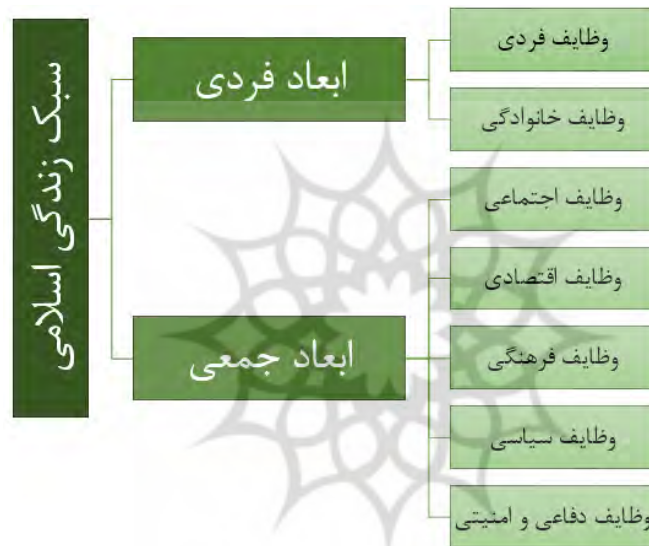 سبک زندگی اسلامی
ابعاد فردی
وظایف فردی
وظایف خانوادگی
ابعاد جمعی
وظایف اجتماعی
وظایف اقتصادی
وظایف فرهنگی
وظایف سیاسی
وظایف دفاعی و امنیتی